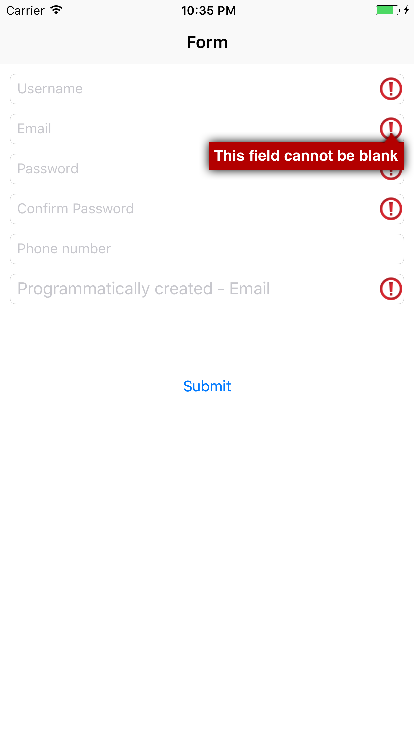 Carrier
10:35 PM
Form
Username
Email
This field cannot be blank
Password
Confirm Password
Phone number
Programmatically created - Email
Submit